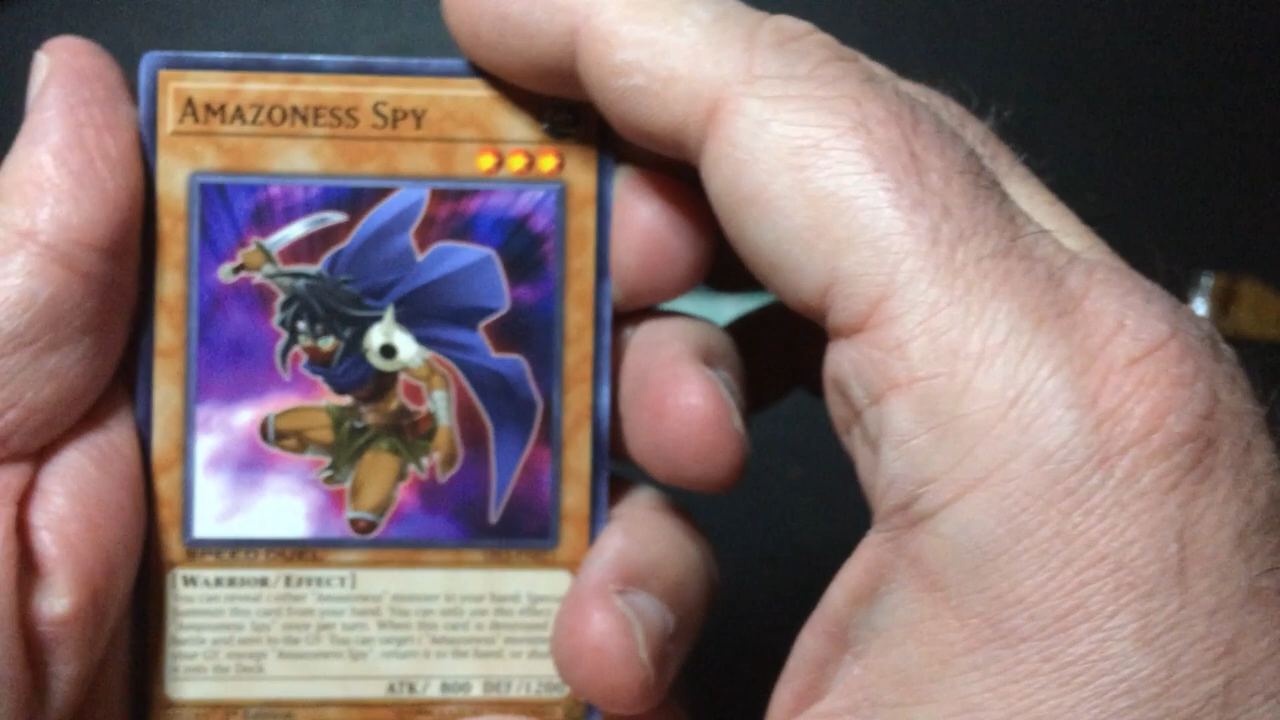 AMAZONESS SPY
SPEED DUEL
[WARRIOR/EFFECT]
You can reveal 1 other "Amazoness" monster in your hand; Special
Summon this card from your hand. You can only use this effect of
"Amazoness Spy" once per turn. When this card is destroyed by
battle and sent to the GY: You can target 1 "Amazoness" monster
your GY, except "Amazoness Spy"; return it to the hand, or shuffle
it into the Deck.
ATK/ 800 DEF/1200
1st Edition